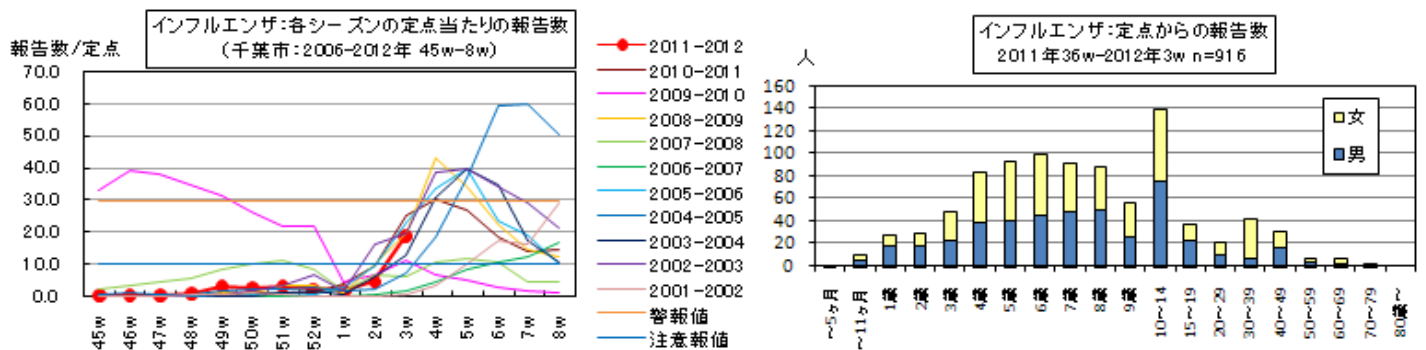 インフルエンザ:各シーズンの定点当たりの報告数
(千葉市:2006-2012年 45w-8w)
報告数/定点
70.0
60.0
50.0
40.0
30.0
20.0
10.0
0.0
45w
46w
47w
48w
49w
50w
51w
52w
1w
2w
3w
4w
5w
6w
7w
8w
2011-2012
2010-2011
2009-2010
2008-2009
2007-2008
2006-2007
2005-2006
2004-2005
2003-2004
2002-2003
2001-2002
警報値
注意報値
インフルエンザ:定点からの報告数
2011年36w-2012年3w n=916
人
160
140
120
100
80
60
40
20
0
女
男
~5ヶ月
~11ヶ月
1歳
2歳
3歳
4歳
5歳
6歳
7歳
8歳
9歳
10~14
15~19
20~29
30~39
40~49
50~59
60~69
70~79
80歳~